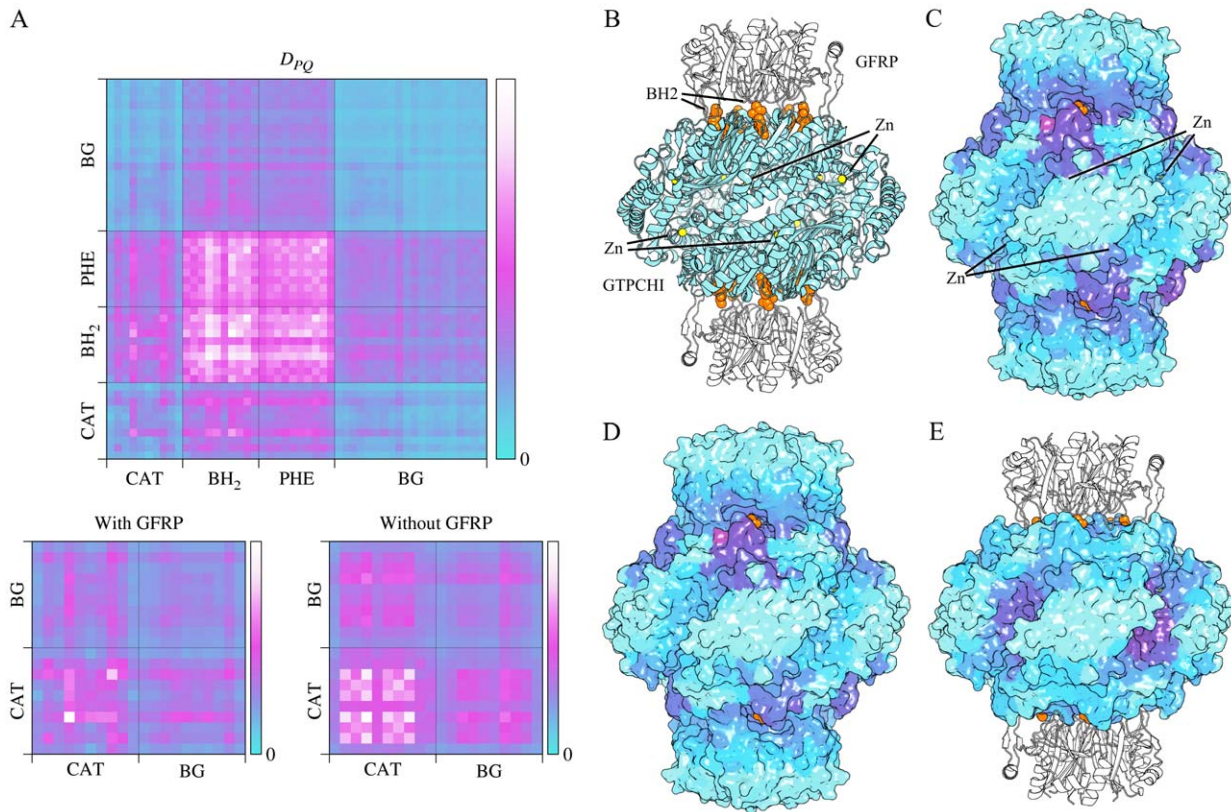 A
D_PQ
BG
PHE
BH₂
CAT
0
CAT
BH₂
PHE
BG
With GFRP
BG
CAT
0
CAT
BG
Without GFRP
BG
CAT
0
CAT
BG
B
GFRP
BH2
Zn
Zn
GTPCHI
C
Zn
Zn
D
E